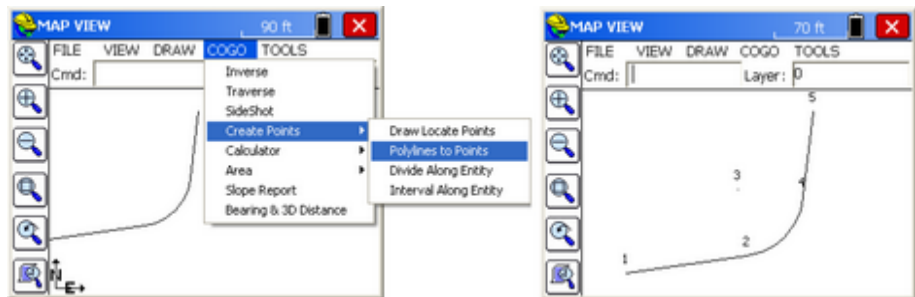 MAP VIEW 90 ft
FILE VIEW DRAW COGO TOOLS
Cmd:
Inverse
Traverse
SideShot
Create Points
Calculator
Area
Slope Report
Bearing & 3D Distance
Draw Locate Points
Polylines to Points
Divide Along Entity
Interval Along Entity
N
E
MAP VIEW 70 ft
FILE VIEW DRAW COGO TOOLS
Cmd: Layer: 0
5
3
4
2
1